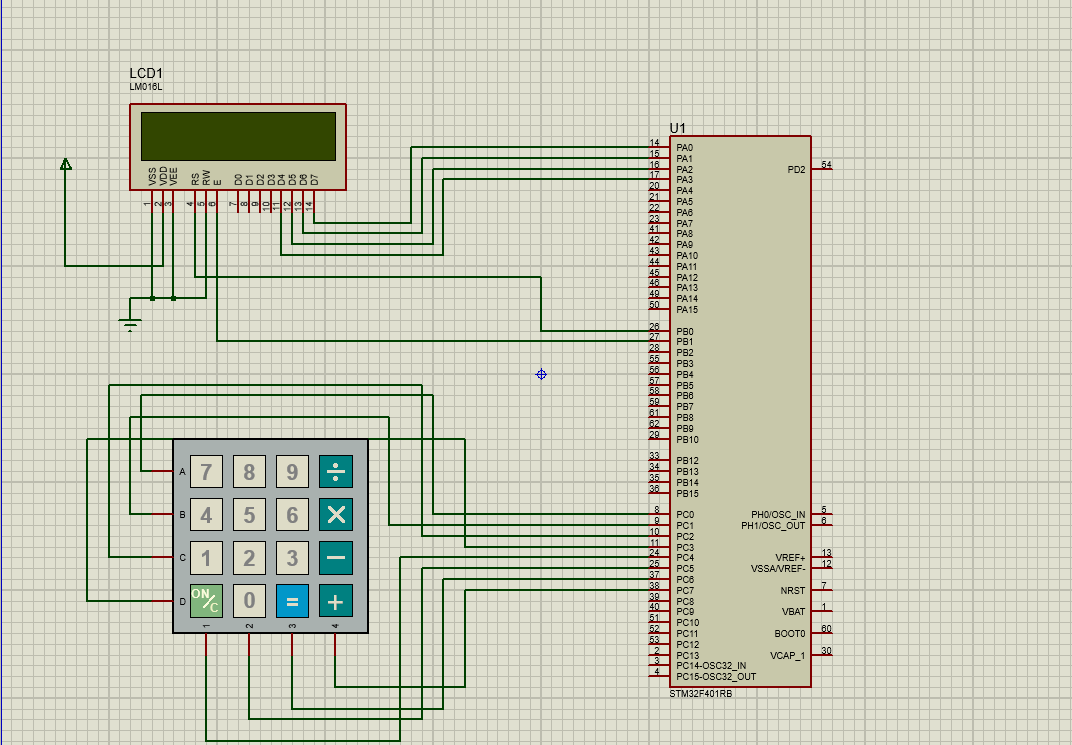 LCD1
LM016L
VSS VDD VEE RS RW E D0 D1 D2 D3 D4 D5 D6 D7
1 2 3 4 5 6 7 8 9 10 11 12 13 14
U1
14 PA0
15 PA1
16 PA2
17 PA3
20 PA4
21 PA5
22 PA6
23 PA7
41 PA8
42 PA9
43 PA10
44 PA11
45 PA12
46 PA13
49 PA14
50 PA15
26 PB0
27 PB1
28 PB2
55 PB3
56 PB4
57 PB5
58 PB6
59 PB7
61 PB8
62 PB9
29 PB10
33 PB12
34 PB13
35 PB14
36 PB15
8 PC0
9 PC1
10 PC2
11 PC3
24 PC4
25 PC5
37 PC6
38 PC7
39 PC8
40 PC9
51 PC10
52 PC11
53 PC12
2 PC13
3 PC14-OSC32_IN
4 PC15-OSC32_OUT
PD2 54
PH0/OSC_IN 5
PH1/OSC_OUT 6
VREF+ 13
VSSA/VREF- 12
NRST 7
VBAT 1
BOOT0 60
VCAP_1 30
STM32F401RB
A 7 8 9 ÷
B 4 5 6 ×
C 1 2 3 −
D ON/C 0 = +
1 2 3 4